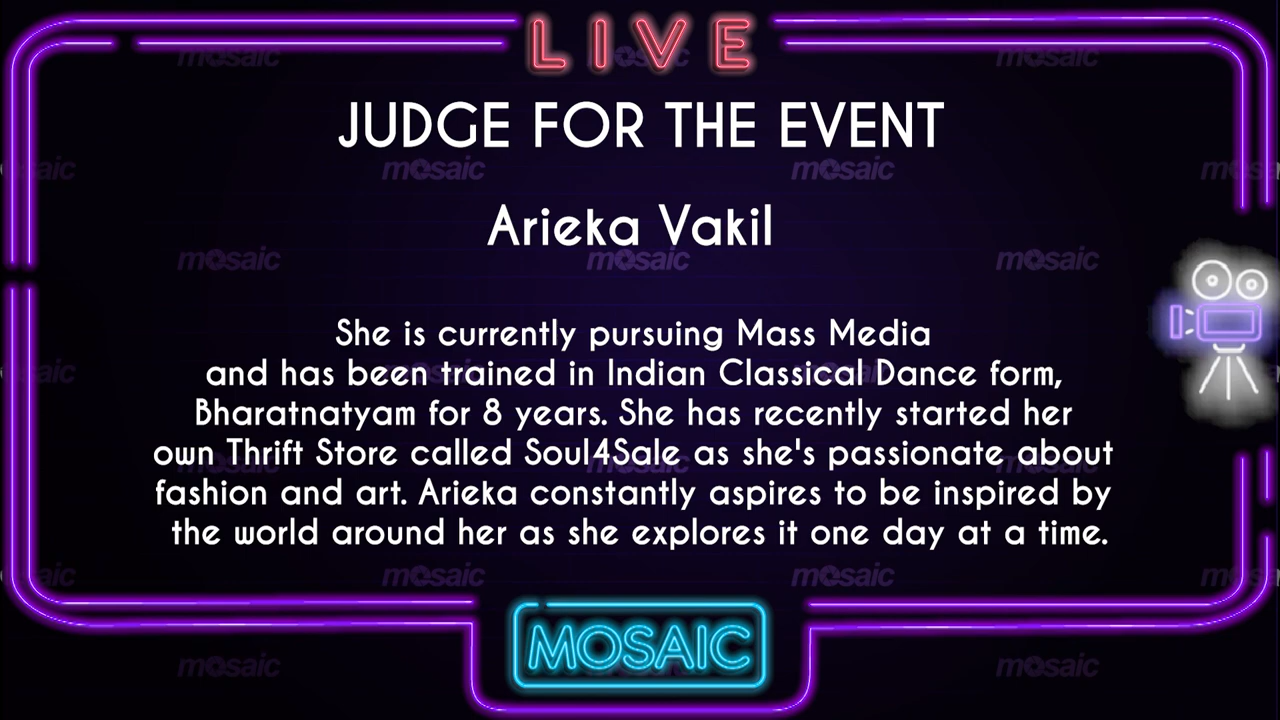 LIVE
JUDGE FOR THE EVENT
Arieka Vakil
She is currently pursuing Mass Media
and has been trained in Indian Classical Dance form,
Bharatnatyam for 8 years. She has recently started her
own Thrift Store called Soul4Sale as she's passionate about
fashion and art. Arieka constantly aspires to be inspired by
the world around her as she explores it one day at a time.
MOSAIC